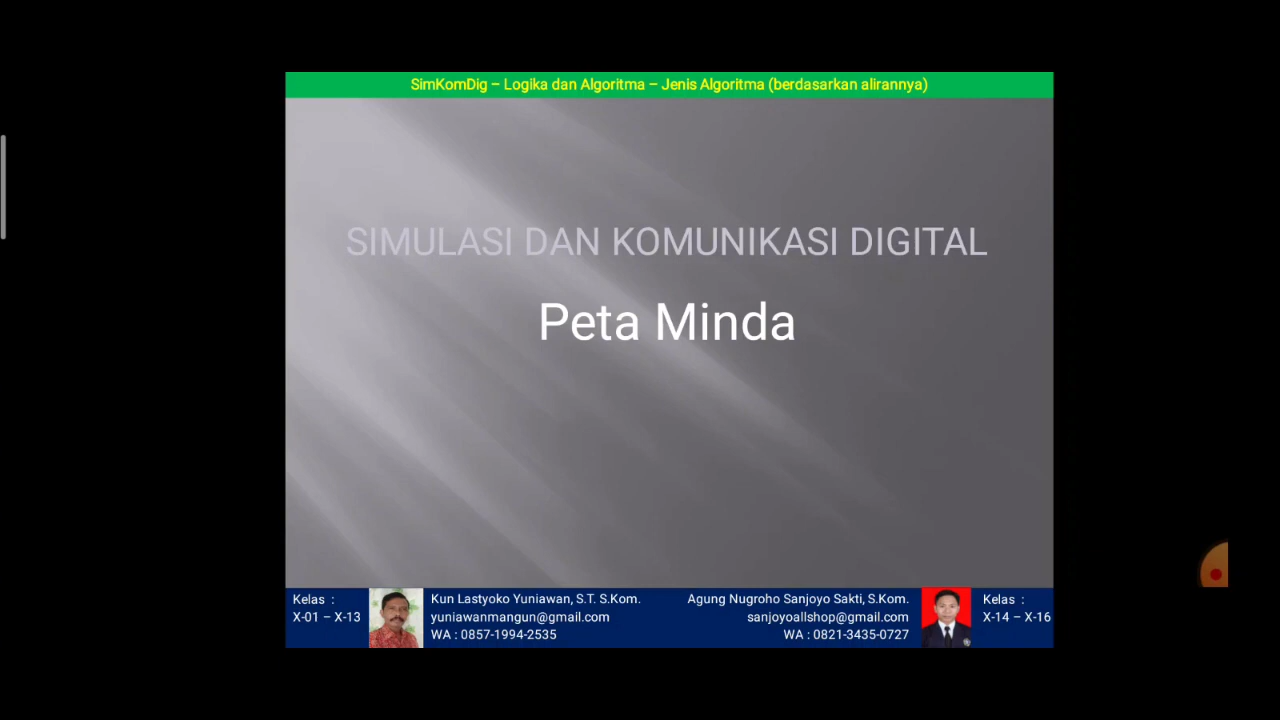 SimKomDig – Logika dan Algoritma – Jenis Algoritma (berdasarkan alirannya)
SIMULASI DAN KOMUNIKASI DIGITAL
Peta Minda
Kelas :
X-01 – X-13
Kun Lastyoko Yuniawan, S.T. S.Kom.
yuniawanmangun@gmail.com
WA : 0857-1994-2535
Agung Nugroho Sanjoyo Sakti, S.Kom.
sanjoyoallshop@gmail.com
WA : 0821-3435-0727
Kelas :
X-14 – X-16